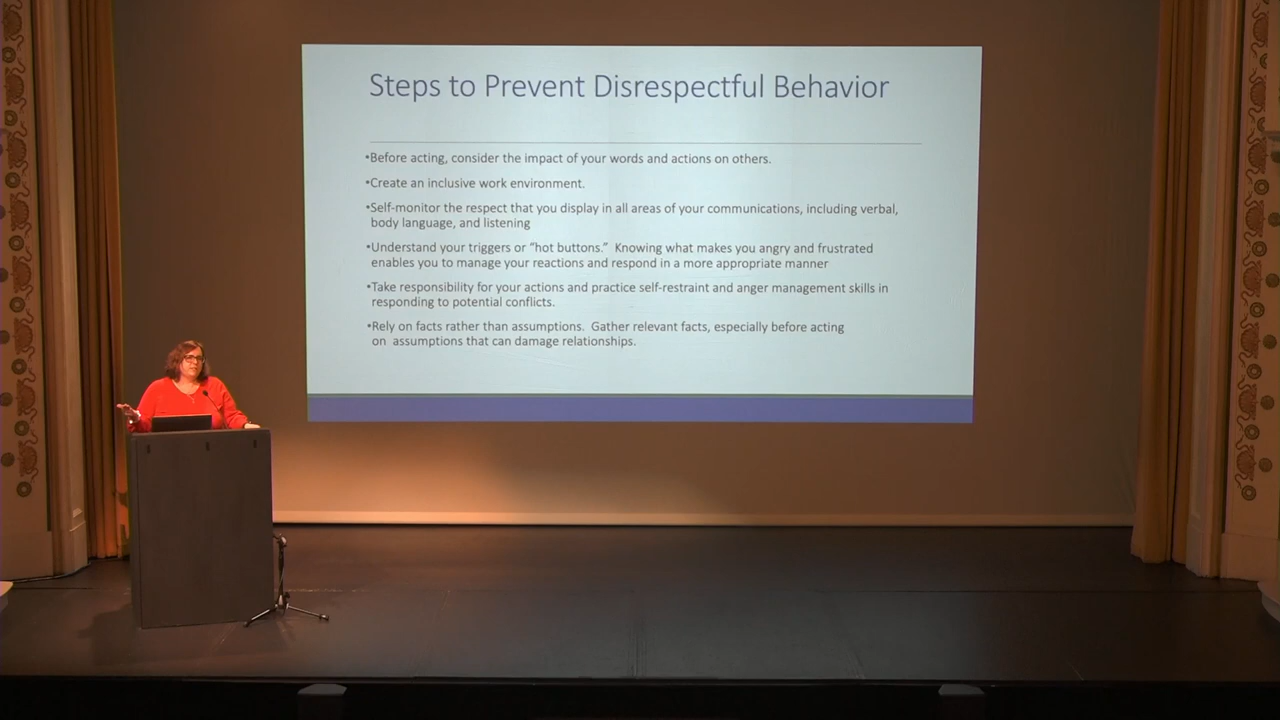 Steps to Prevent Disrespectful Behavior
•Before acting, consider the impact of your words and actions on others.
•Create an inclusive work environment.
•Self-monitor the respect that you display in all areas of your communications, including verbal,
body language, and listening
•Understand your triggers or “hot buttons.”  Knowing what makes you angry and frustrated
enables you to manage your reactions and respond in a more appropriate manner
•Take responsibility for your actions and practice self-restraint and anger management skills in
responding to potential conflicts.
•Rely on facts rather than assumptions.  Gather relevant facts, especially before acting
on  assumptions that can damage relationships.